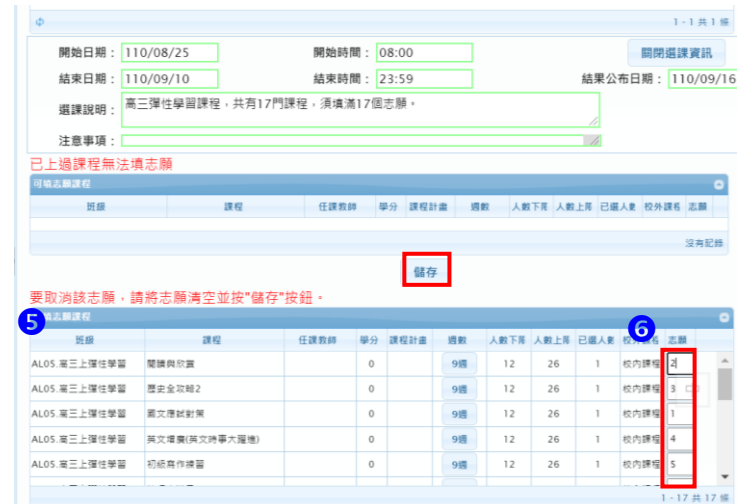 1 - 1 共 1 條
開始日期： 110/08/25 開始時間： 08:00 關閉選課資訊
結束日期： 110/09/10 結束時間： 23:59 結果公布日期： 110/09/16
選課說明： 高三彈性學習課程，共有17門課程，須填滿17個志願。
注意事項：
已上過課程無法填志願
可填志願課程
班級 課程 任課教師 學分 課程計畫 週數 人數下限 人數上限 已選人數 校外課程 志願
沒有記錄
儲存
要取消該志願，請將志願清空並按"儲存"按鈕。
5 填志願課程 6
班級 課程 任課教師 學分 課程計畫 週數 人數下限 人數上限 已選人數 志願
AL05.高三上彈性學習 閱讀與欣賞 0 9週 12 26 1 校內課程 2
AL05.高三上彈性學習 歷史全攻略2 0 9週 12 26 1 校內課程 3
AL05.高三上彈性學習 國文應試對策 0 9週 12 26 1 校內課程 1
AL05.高三上彈性學習 英文增廣(英文時事大躍進) 0 9週 12 26 1 校內課程 4
AL05.高三上彈性學習 初級寫作練習 0 9週 12 26 1 校內課程 5
1 - 17 共 17 條